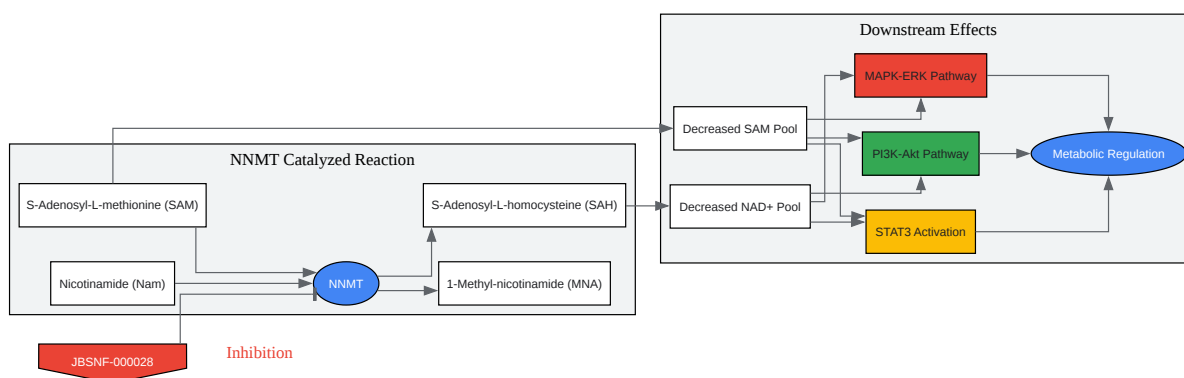 Downstream Effects
MAPK-ERK Pathway
Decreased SAM Pool
NNMT Catalyzed Reaction
PI3K-Akt Pathway
Metabolic Regulation
S-Adenosyl-L-methionine (SAM)
S-Adenosyl-L-homocysteine (SAH)
Decreased NAD+ Pool
STAT3 Activation
Nicotinamide (Nam)
NNMT
1-Methyl-nicotinamide (MNA)
JBSNF-000028
Inhibition